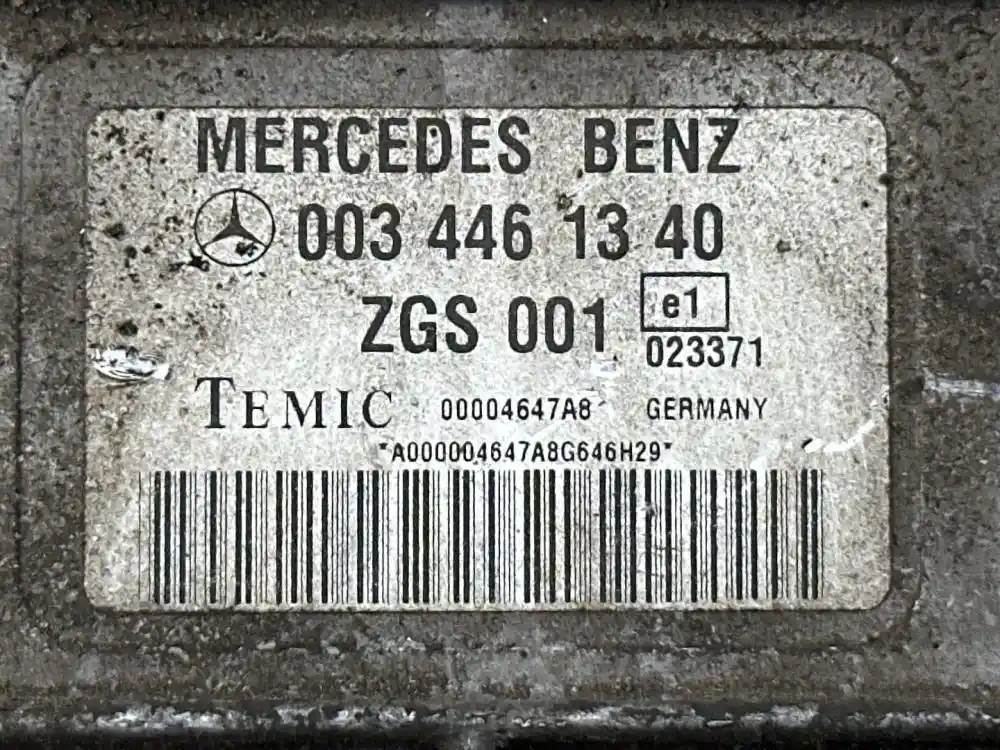 MERCEDES BENZ
003 446 13 40
ZGS 001 e1
023371
TEMIC 00004647A8 GERMANY
*A000004647A8G646H29*